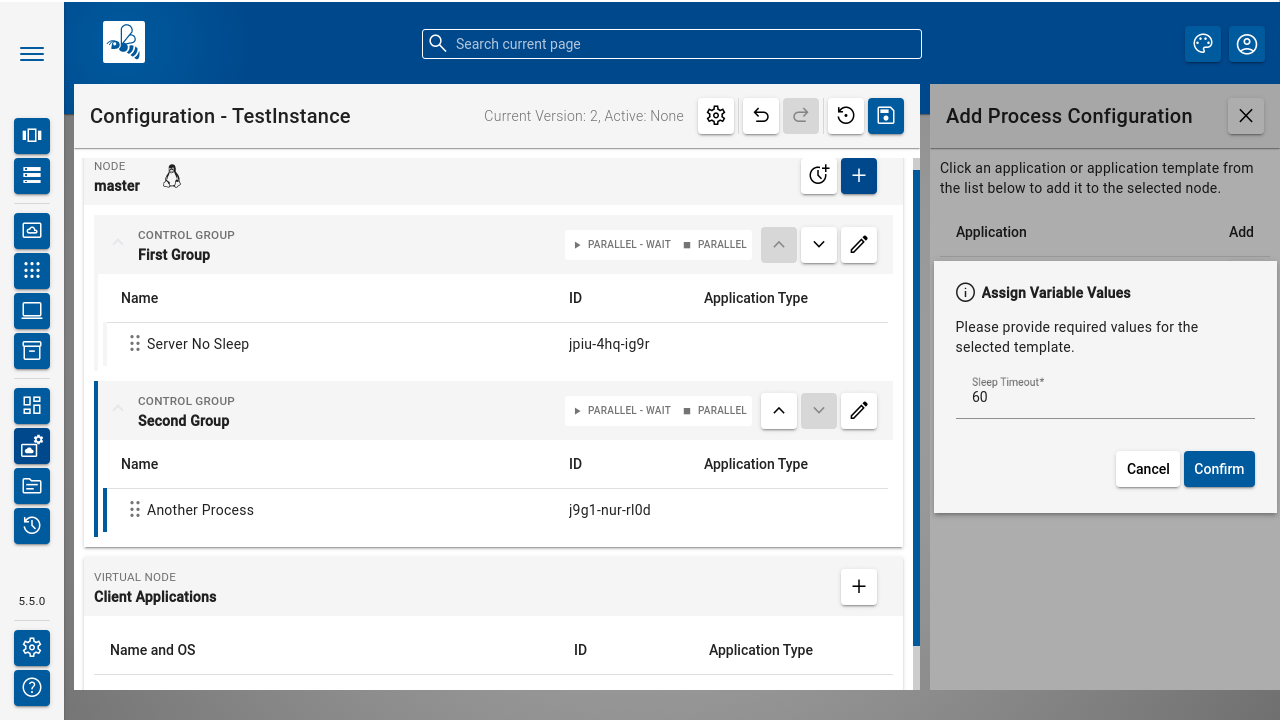 Search current page
Configuration - TestInstance
Current Version: 2, Active: None
NODE
master
CONTROL GROUP
First Group
PARALLEL - WAIT
PARALLEL
Name
ID
Application Type
Server No Sleep
jpiu-4hq-ig9r
CONTROL GROUP
Second Group
PARALLEL - WAIT
PARALLEL
Name
ID
Application Type
Another Process
j9g1-nur-rl0d
VIRTUAL NODE
Client Applications
Name and OS
ID
Application Type
5.5.0
Add Process Configuration
Click an application or application template from
the list below to add it to the selected node.
Application
Add
Assign Variable Values
Please provide required values for the
selected template.
Sleep Timeout*
60
Cancel
Confirm